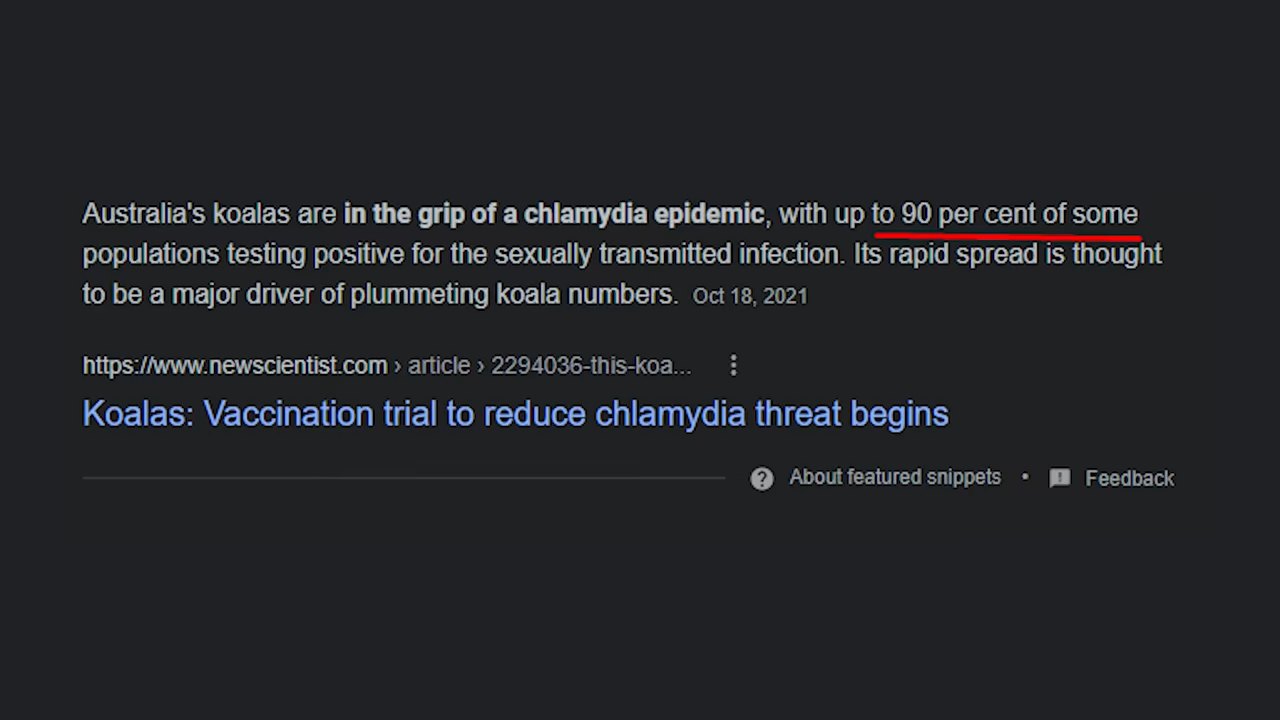 Australia's koalas are in the grip of a chlamydia epidemic, with up to 90 per cent of some
populations testing positive for the sexually transmitted infection. Its rapid spread is thought
to be a major driver of plummeting koala numbers. Oct 18, 2021
https://www.newscientist.com › article › 2294036-this-koa...
Koalas: Vaccination trial to reduce chlamydia threat begins
About featured snippets • Feedback